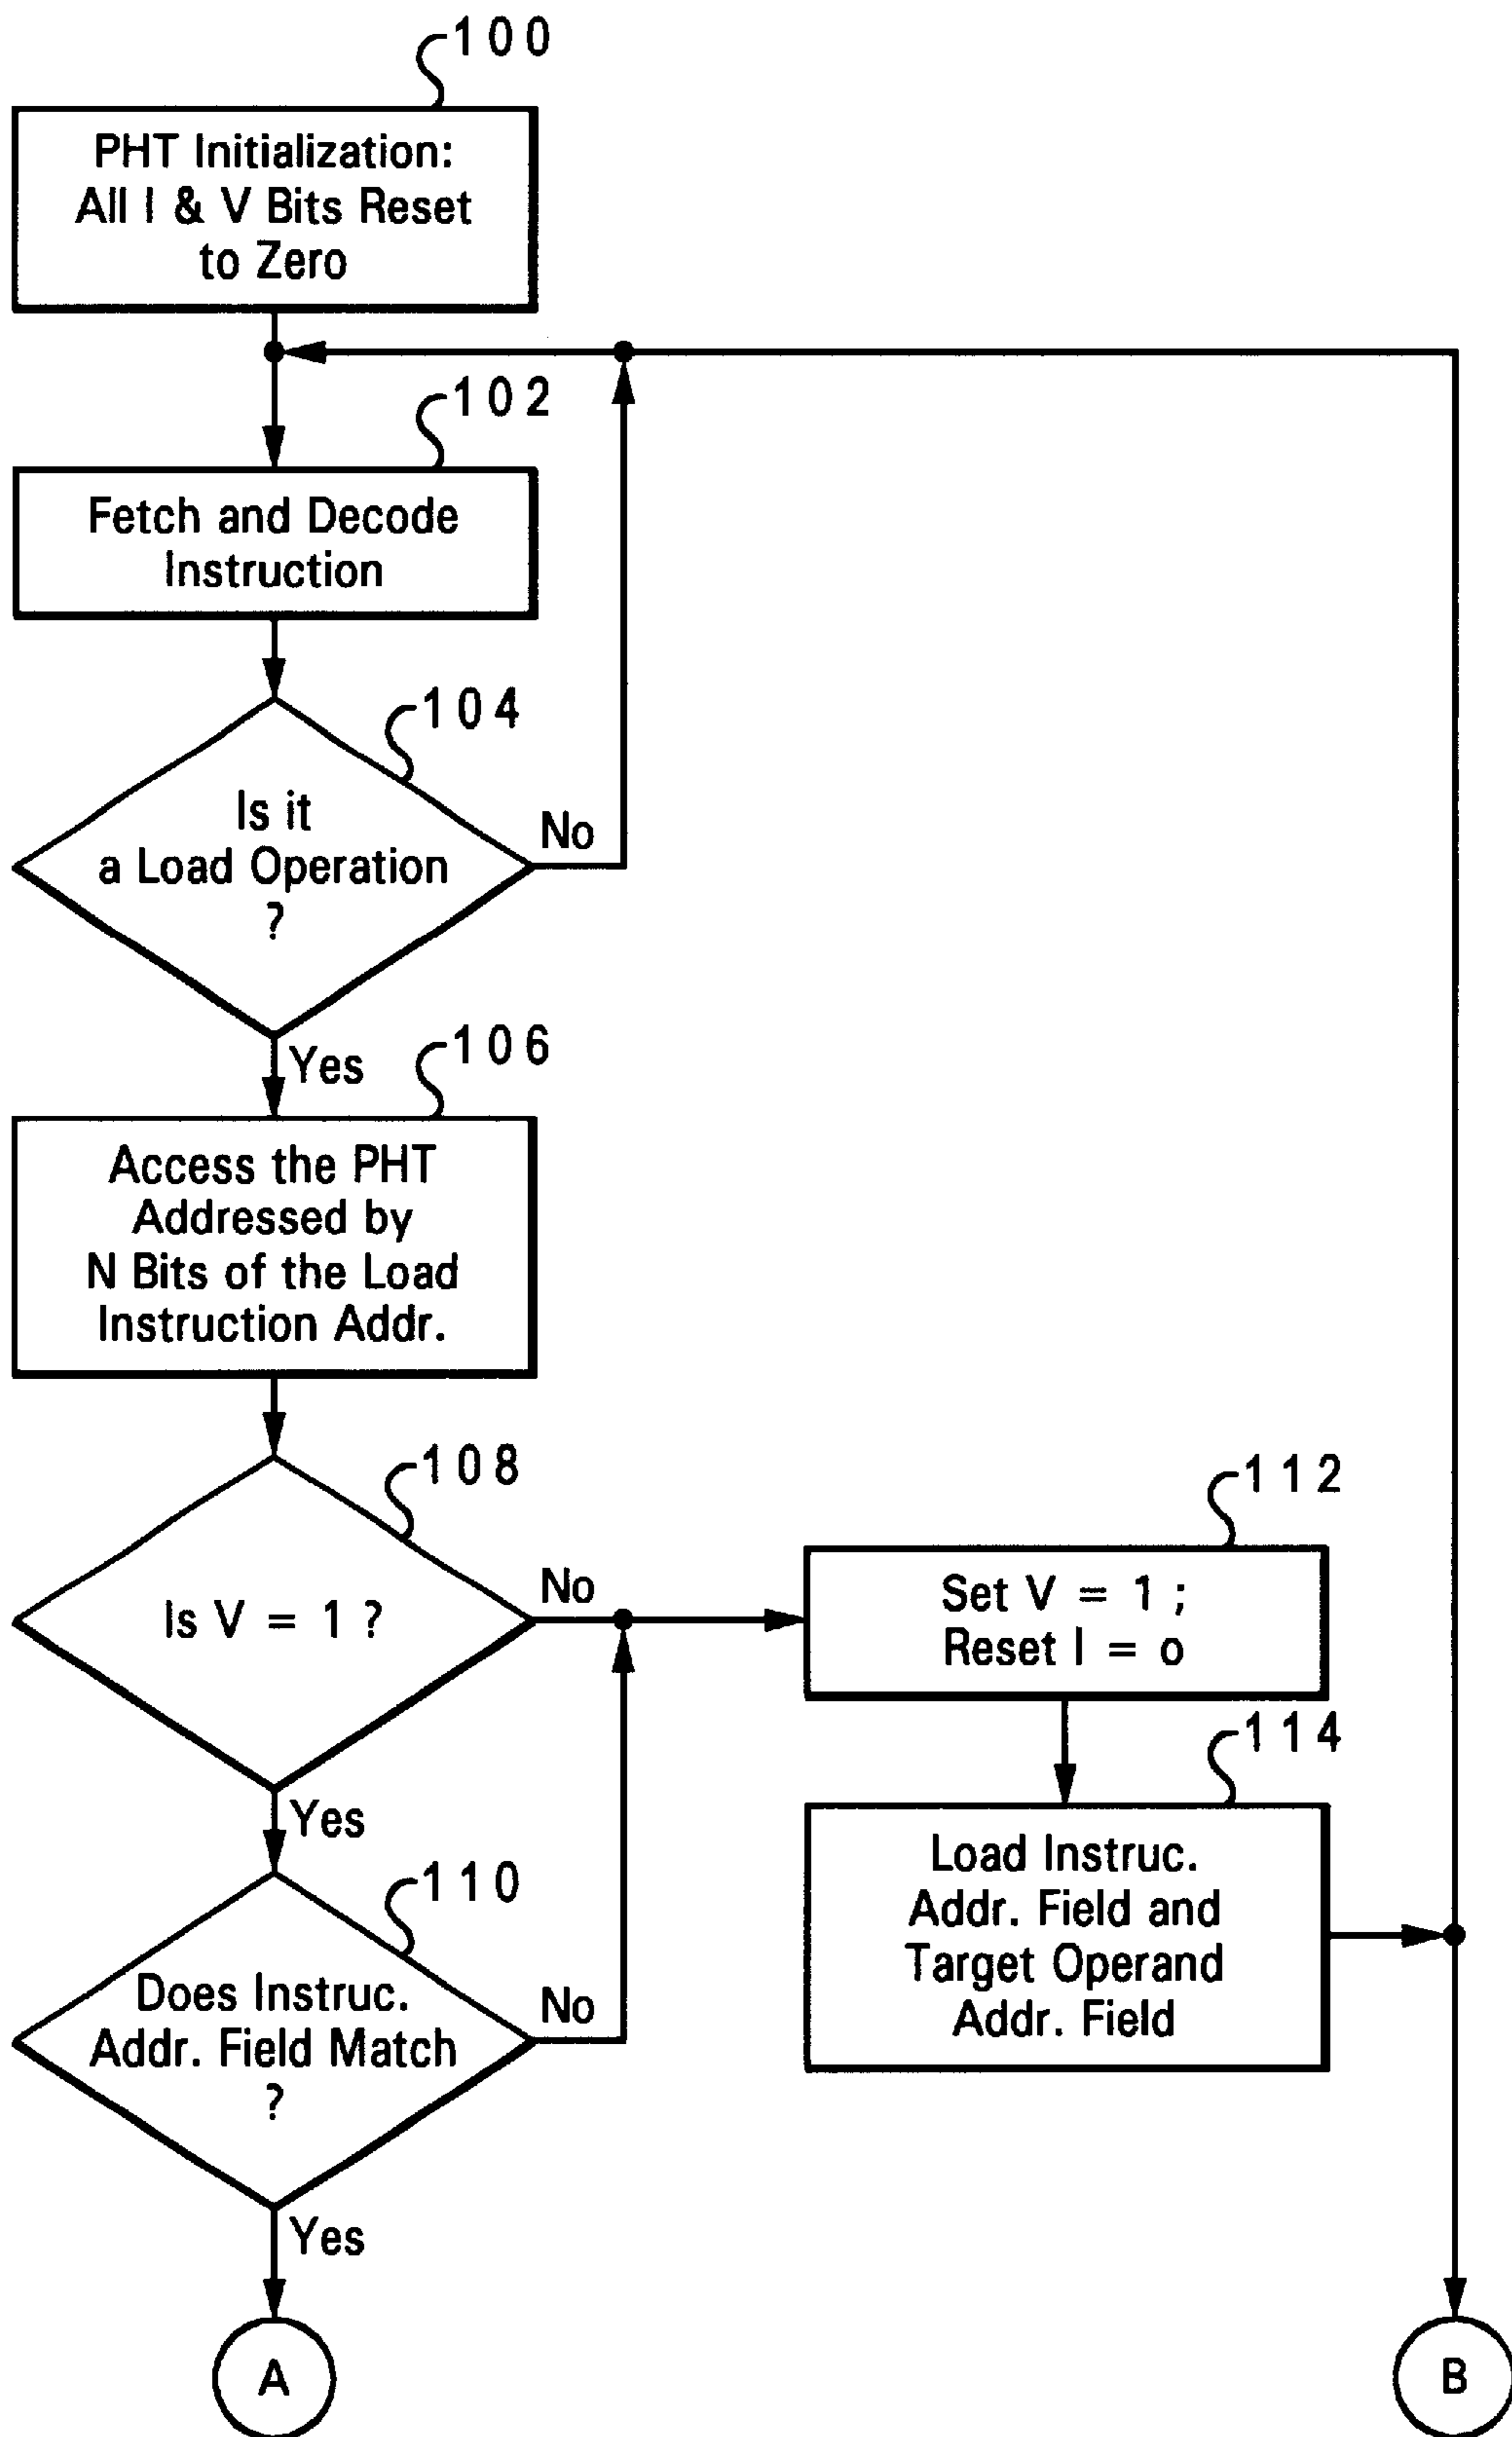 100
PHT Initialization:
All I & V Bits Reset
to Zero
102
Fetch and Decode
Instruction
104
Is it
a Load Operation
?
No
Yes
106
Access the PHT
Addressed by
N Bits of the Load
Instruction Addr.
108
Is V = 1 ?
No
112
Set V = 1 ;
Reset I = o
Yes
114
Load Instruc.
Addr. Field and
Target Operand
Addr. Field
110
Does Instruc.
Addr. Field Match
?
No
Yes
A
B